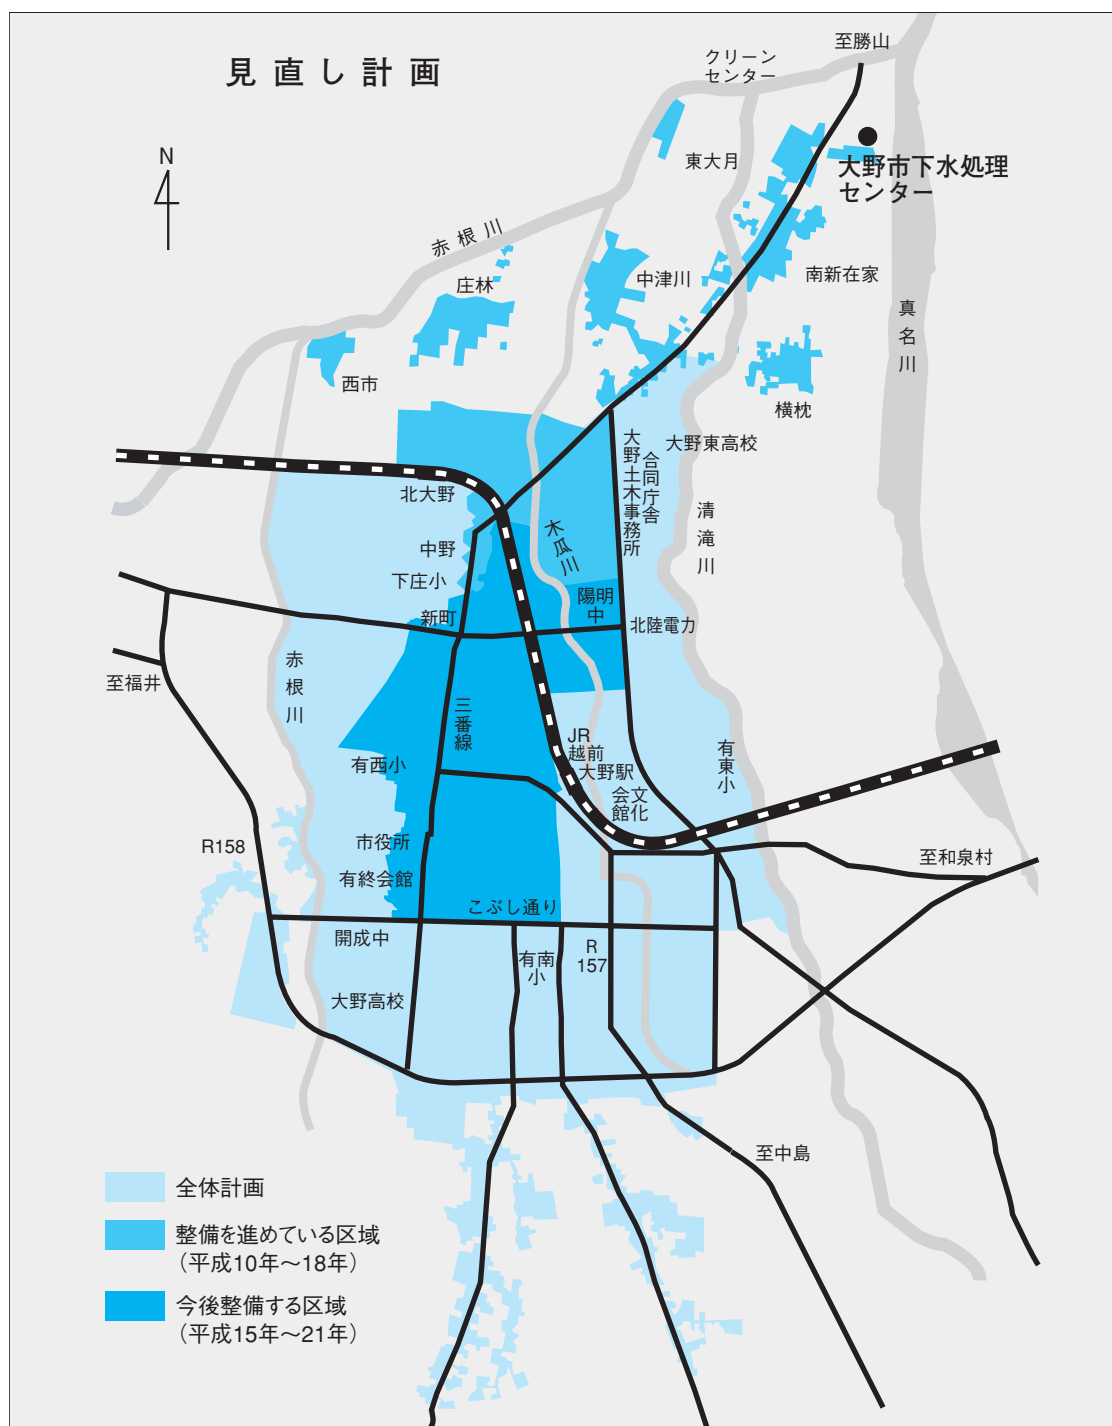 見直し計画
N
至勝山
クリーン
センター
東大月
大野市下水処理
センター
赤根川
庄林
中津川
南新在家
真名川
西市
横枕
大野土木事務所
合同庁舎
大野東高校
北大野
清滝川
木瓜川
中野
下庄小
陽明
中
新町
北陸電力
赤根川
至福井
三番線
JR
越前
大野駅
有東小
有西小
文化
会館
市役所
R158
至和泉村
有終会館
こぶし通り
開成中
有南
小
R
157
大野高校
至中島
全体計画
整備を進めている区域
（平成10年～18年）
今後整備する区域
（平成15年～21年）